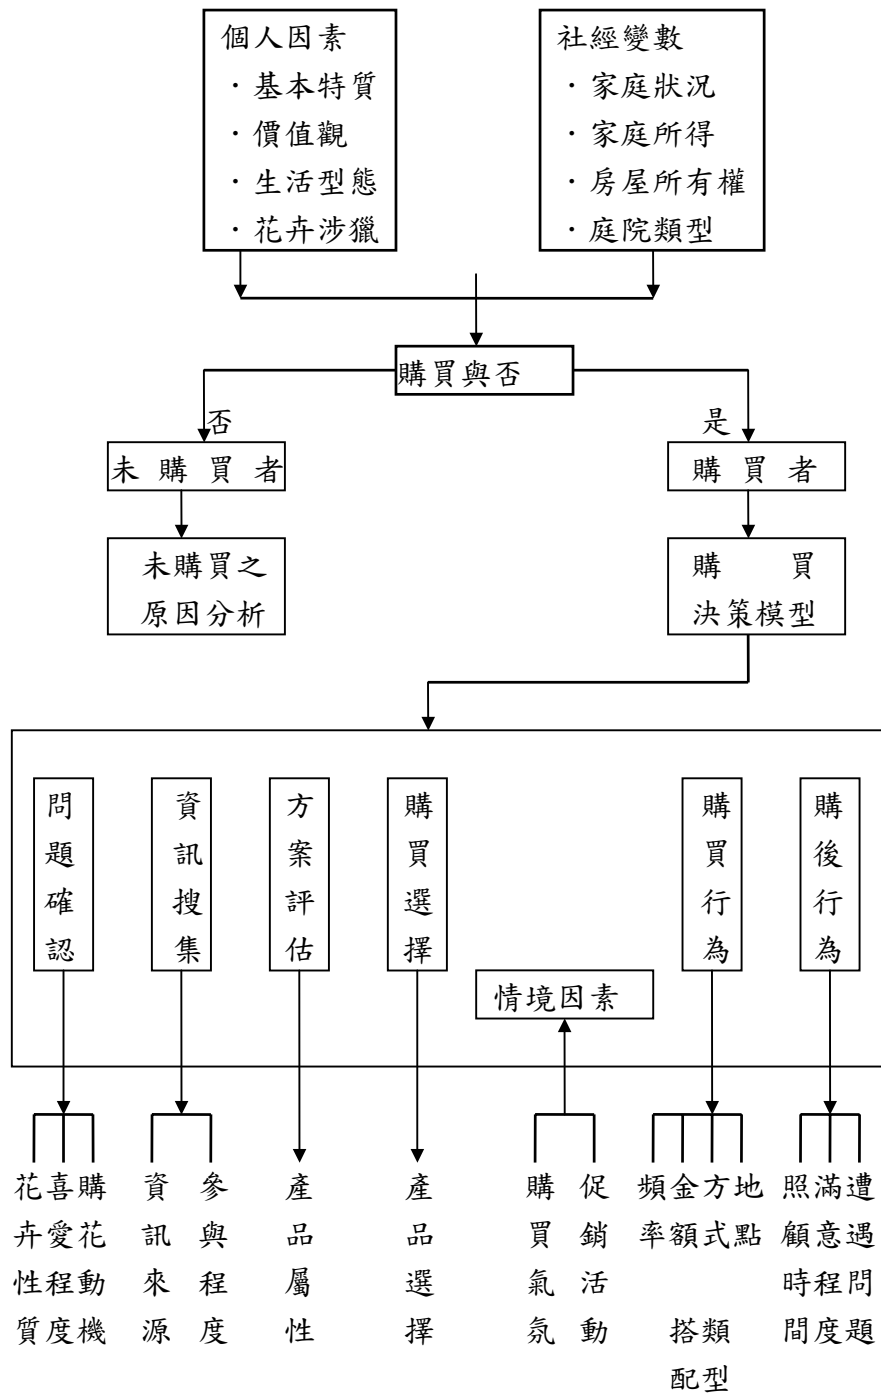 個人因素
．基本特質
．價值觀
．生活型態
．花卉涉獵
社經變數
．家庭狀況
．家庭所得
．房屋所有權
．庭院類型
購買與否
否
是
未購買者
購買者
未購買之
原因分析
購買
決策模型
問題確認
資訊搜集
方案評估
購買選擇
情境因素
購買行為
購後行為
花卉性質
喜愛程度
購花動機
資訊來源
參與程度
產品屬性
產品選擇
購買氣氛
促銷活動
頻率
金額
方式
地點
搭配
類型
照顧時間
滿意程度
遭遇問題